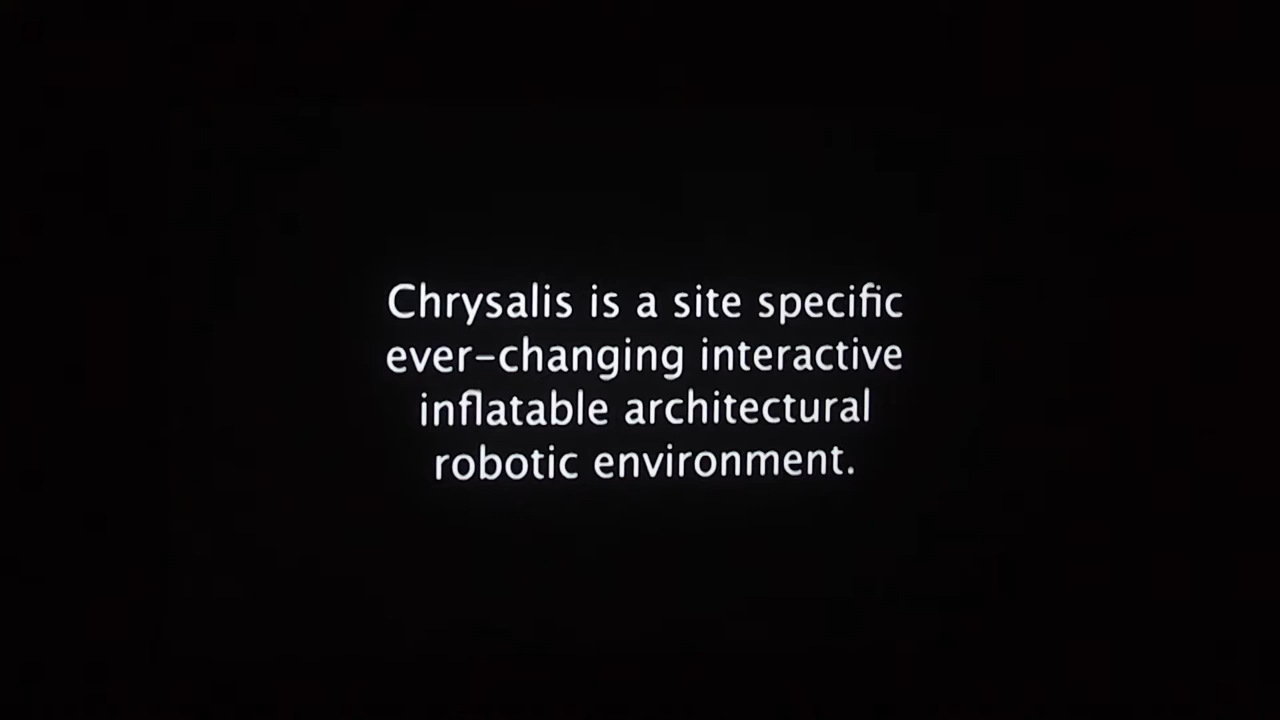 Chrysalis is a site specific
ever-changing interactive
inflatable architectural
robotic environment.